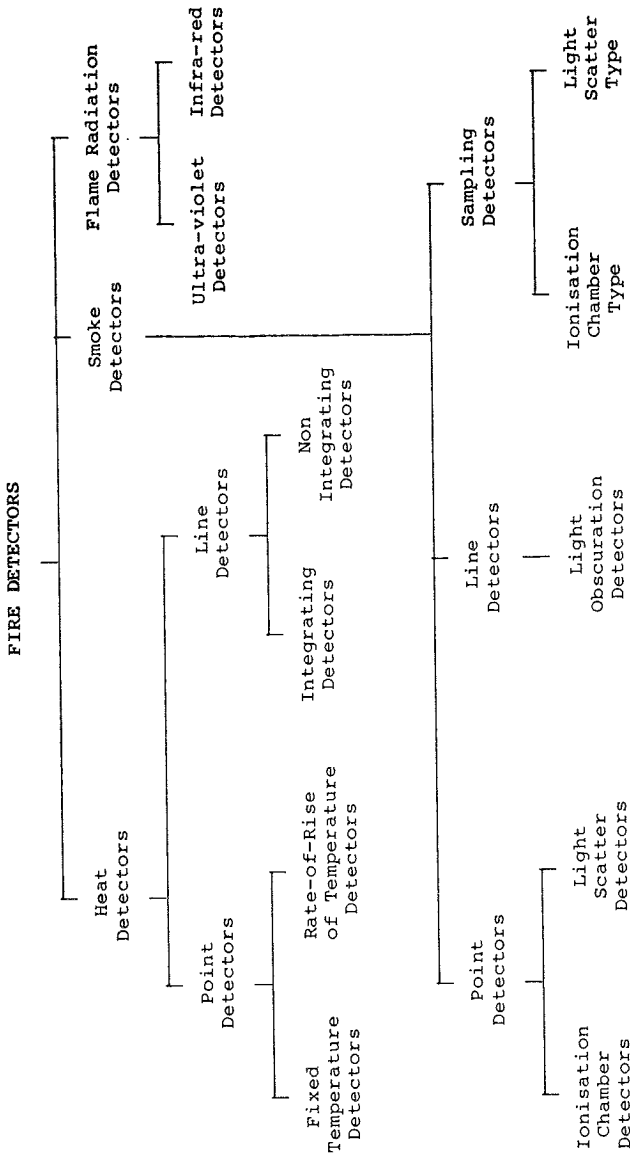 FIRE DETECTORS
Heat
Detectors
Smoke
Detectors
Flame Radiation
Detectors
Point
Detectors
Line
Detectors
Ultra-violet
Detectors
Infra-red
Detectors
Fixed
Temperature
Detectors
Rate-of-Rise
of Temperature
Detectors
Integrating
Detectors
Non
Integrating
Detectors
Point
Detectors
Line
Detectors
Sampling
Detectors
Ionisation
Chamber
Detectors
Light
Scatter
Detectors
Light
Obscuration
Detectors
Ionisation
Chamber
Type
Light
Scatter
Type